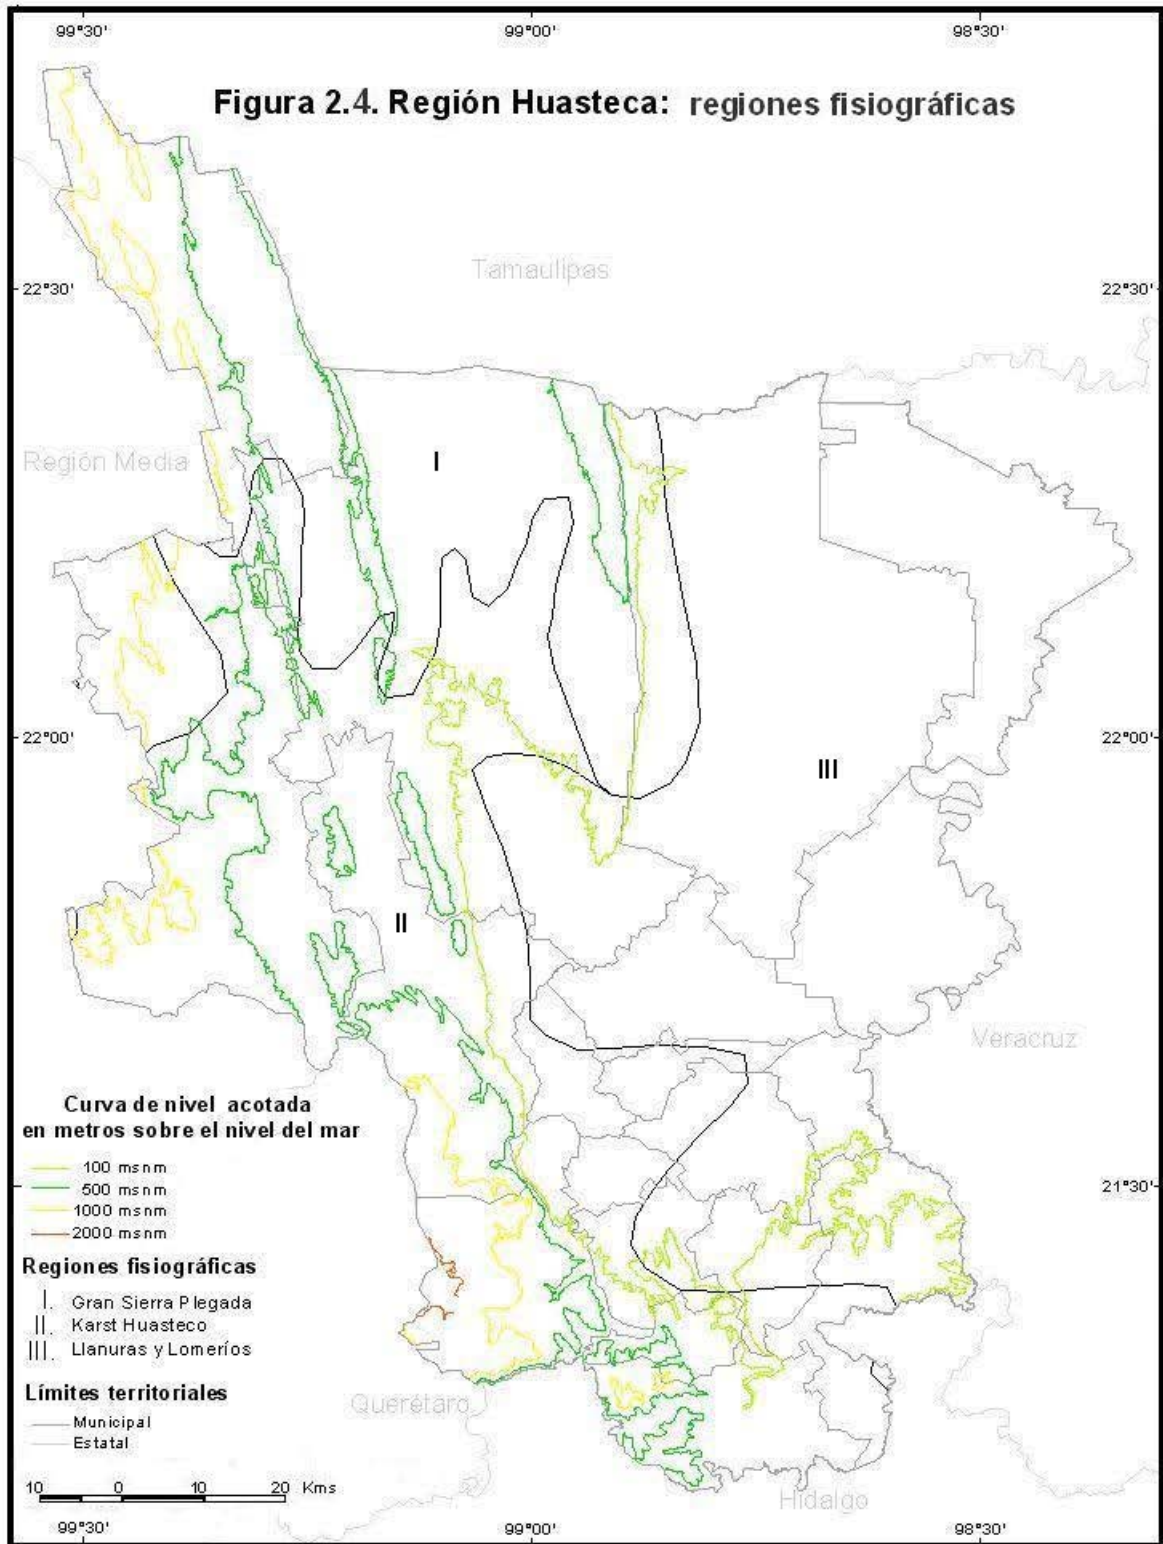 99°30' 99°00' 98°30'
Figura 2.4. Región Huasteca: regiones fisiográficas
Tamaulipas
22°30' 22°30'
Región Media
I
22°00' 22°00'
III
II
Veracruz
Curva de nivel acotada
en metros sobre el nivel del mar
100 msnm
500 msnm
1000 msnm
2000 msnm
21°30'
Regiones fisiográficas
I. Gran Sierra Plegada
II. Karst Huasteco
III. Llanuras y Lomeríos
Límites territoriales
Municipal
Estatal
Querétaro
10 0 10 20 Kms
Hidalgo
99°30' 99°00' 98°30'